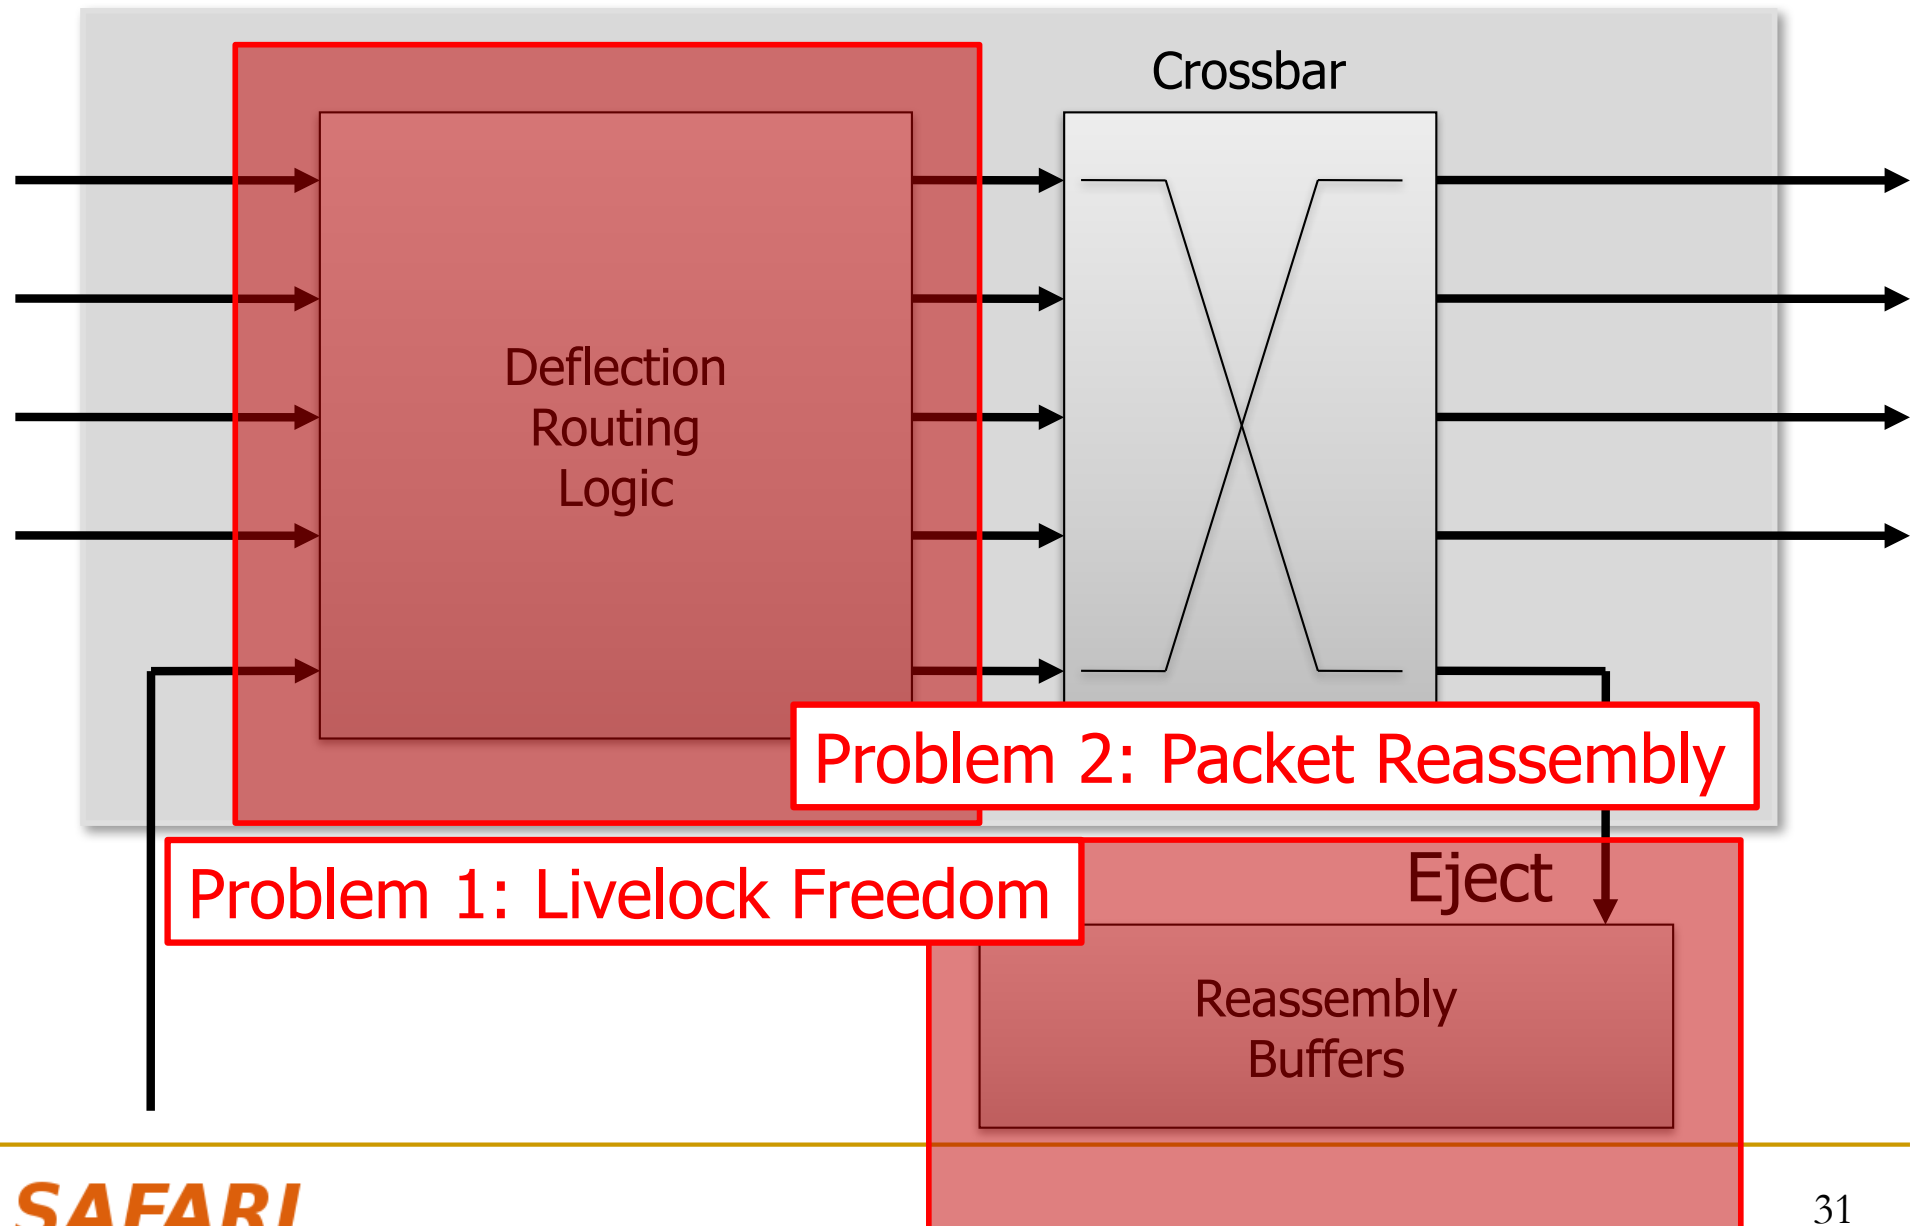 Crossbar
Deflection
Routing
Logic
Problem 2: Packet Reassembly
Problem 1: Livelock Freedom
Eject
Reassembly
Buffers
SAFARI
31